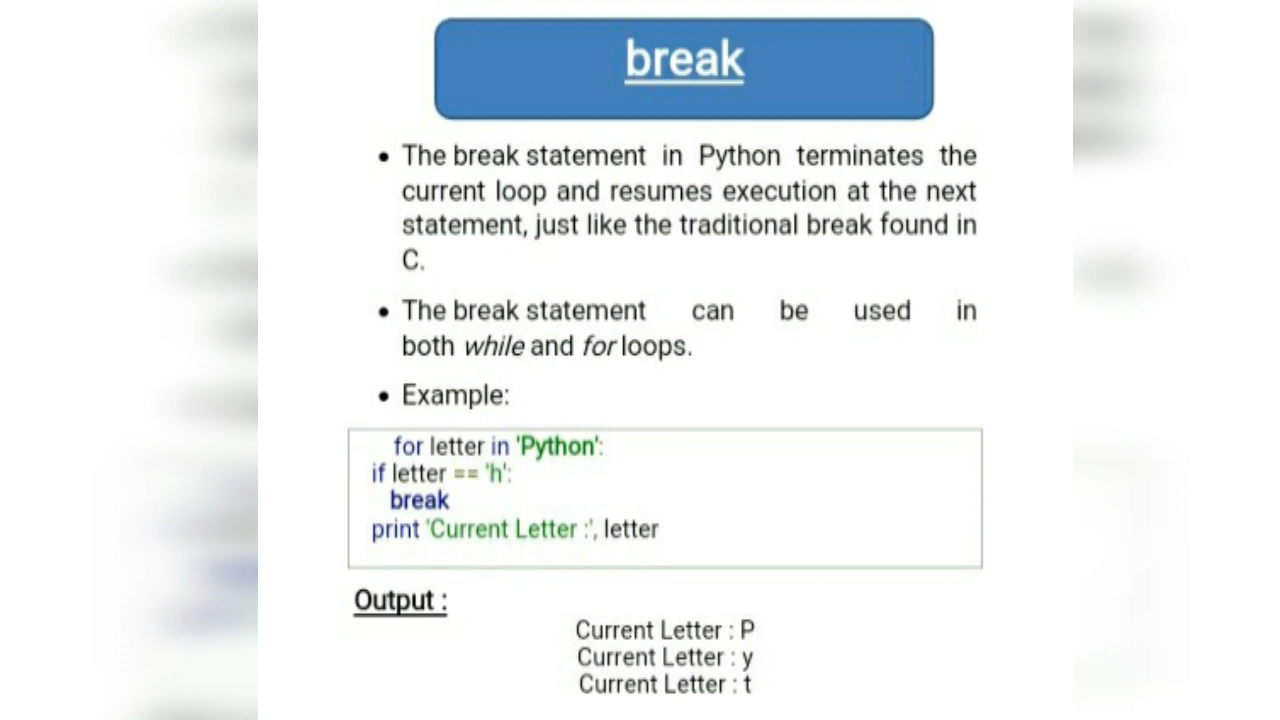 break
• The break statement in Python terminates the
current loop and resumes execution at the next
statement, just like the traditional break found in
C.
• The break statement can be used in
both while and for loops.
• Example:
for letter in 'Python':
if letter == 'h':
break
print 'Current Letter :', letter
Output :
Current Letter : P
Current Letter : y
Current Letter : t